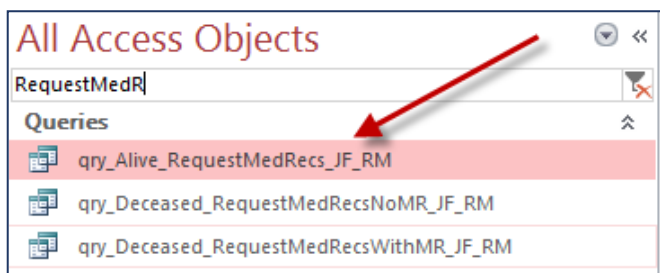 All Access Objects
RequestMedR
Queries
qry_Alive_RequestMedRecs_JF_RM
qry_Deceased_RequestMedRecsNoMR_JF_RM
qry_Deceased_RequestMedRecsWithMR_JF_RM